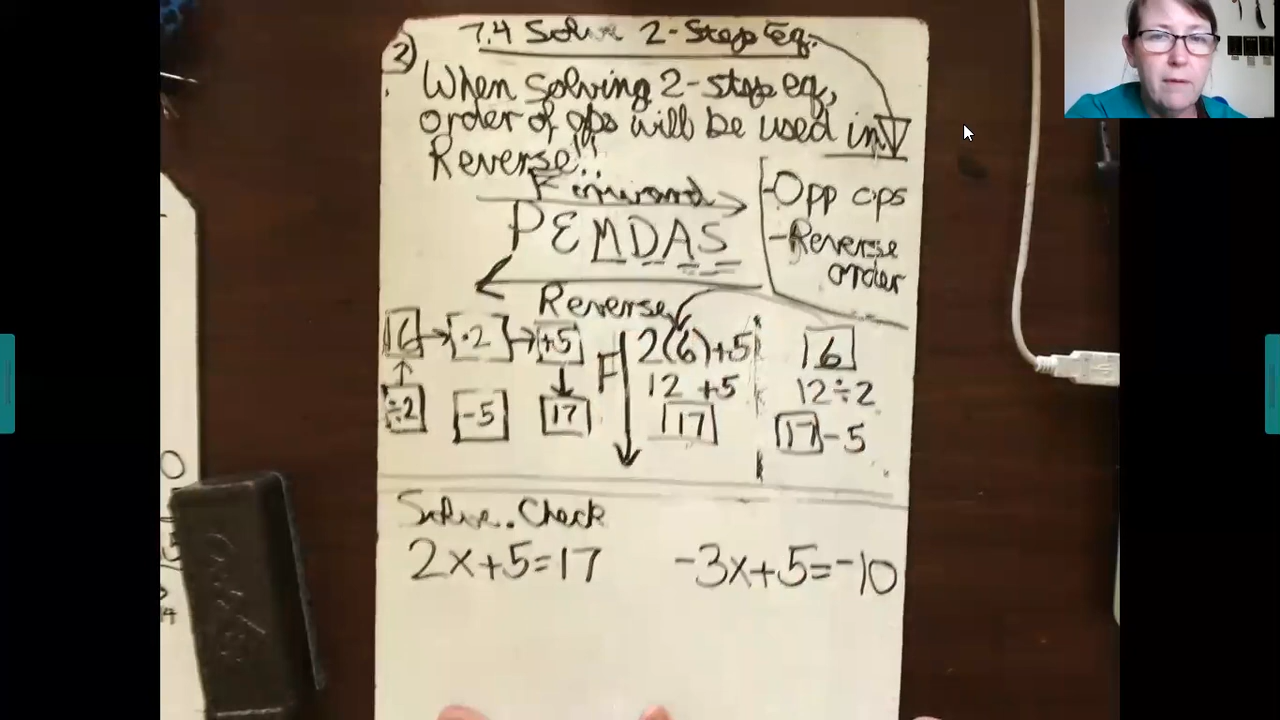 7.4 Solve 2-Step Eq.
2)
When solving 2-step eq,
order of ops will be used in
Reverse!!
Forward
PEMDAS
Reverse
-Opp ops
-Reverse
order
6 → ·2 → +5
÷2 -5 17
F
2(6)+5
12 +5
17
6
12÷2
17-5
Solve. Check
2x+5=17
-3x+5=-10